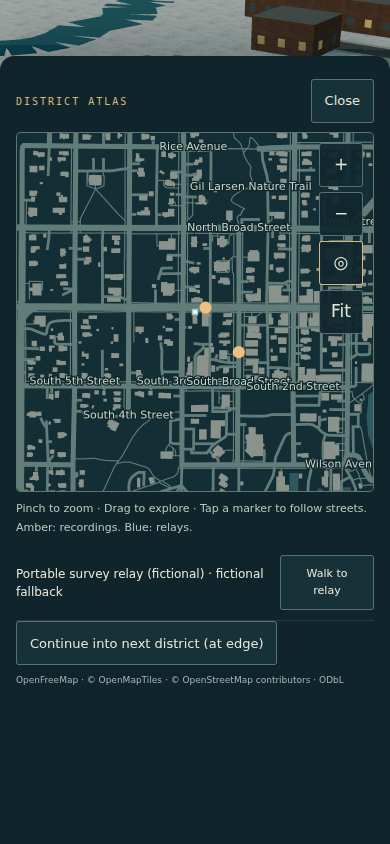 DISTRICT ATLAS
Close
Rice Avenue
+
Gil Larsen Nature Trail
−
North Broad Street
◎
Fit
South 5th Street
South Broad Street
South 2nd Street
South 4th Street
Wilson Aven
Pinch to zoom · Drag to explore · Tap a marker to follow streets.
Amber: recordings. Blue: relays.
Portable survey relay (fictional) · fictional
fallback
Walk to
relay
Continue into next district (at edge)
OpenFreeMap · © OpenMapTiles · © OpenStreetMap contributors · ODbL